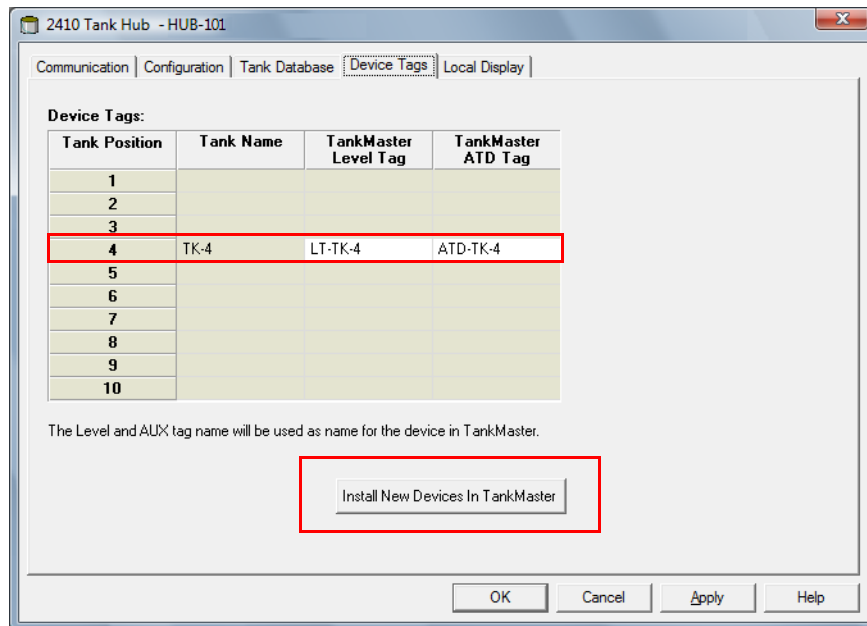 2410 Tank Hub - HUB-101
Communication Configuration Tank Database Device Tags Local Display
Device Tags:
Tank Position Tank Name TankMaster Level Tag TankMaster ATD Tag
1
2
3
4 TK-4 LT-TK-4 ATD-TK-4
5
6
7
8
9
10
The Level and AUX tag name will be used as name for the device in TankMaster.
Install New Devices In TankMaster
OK Cancel Apply Help